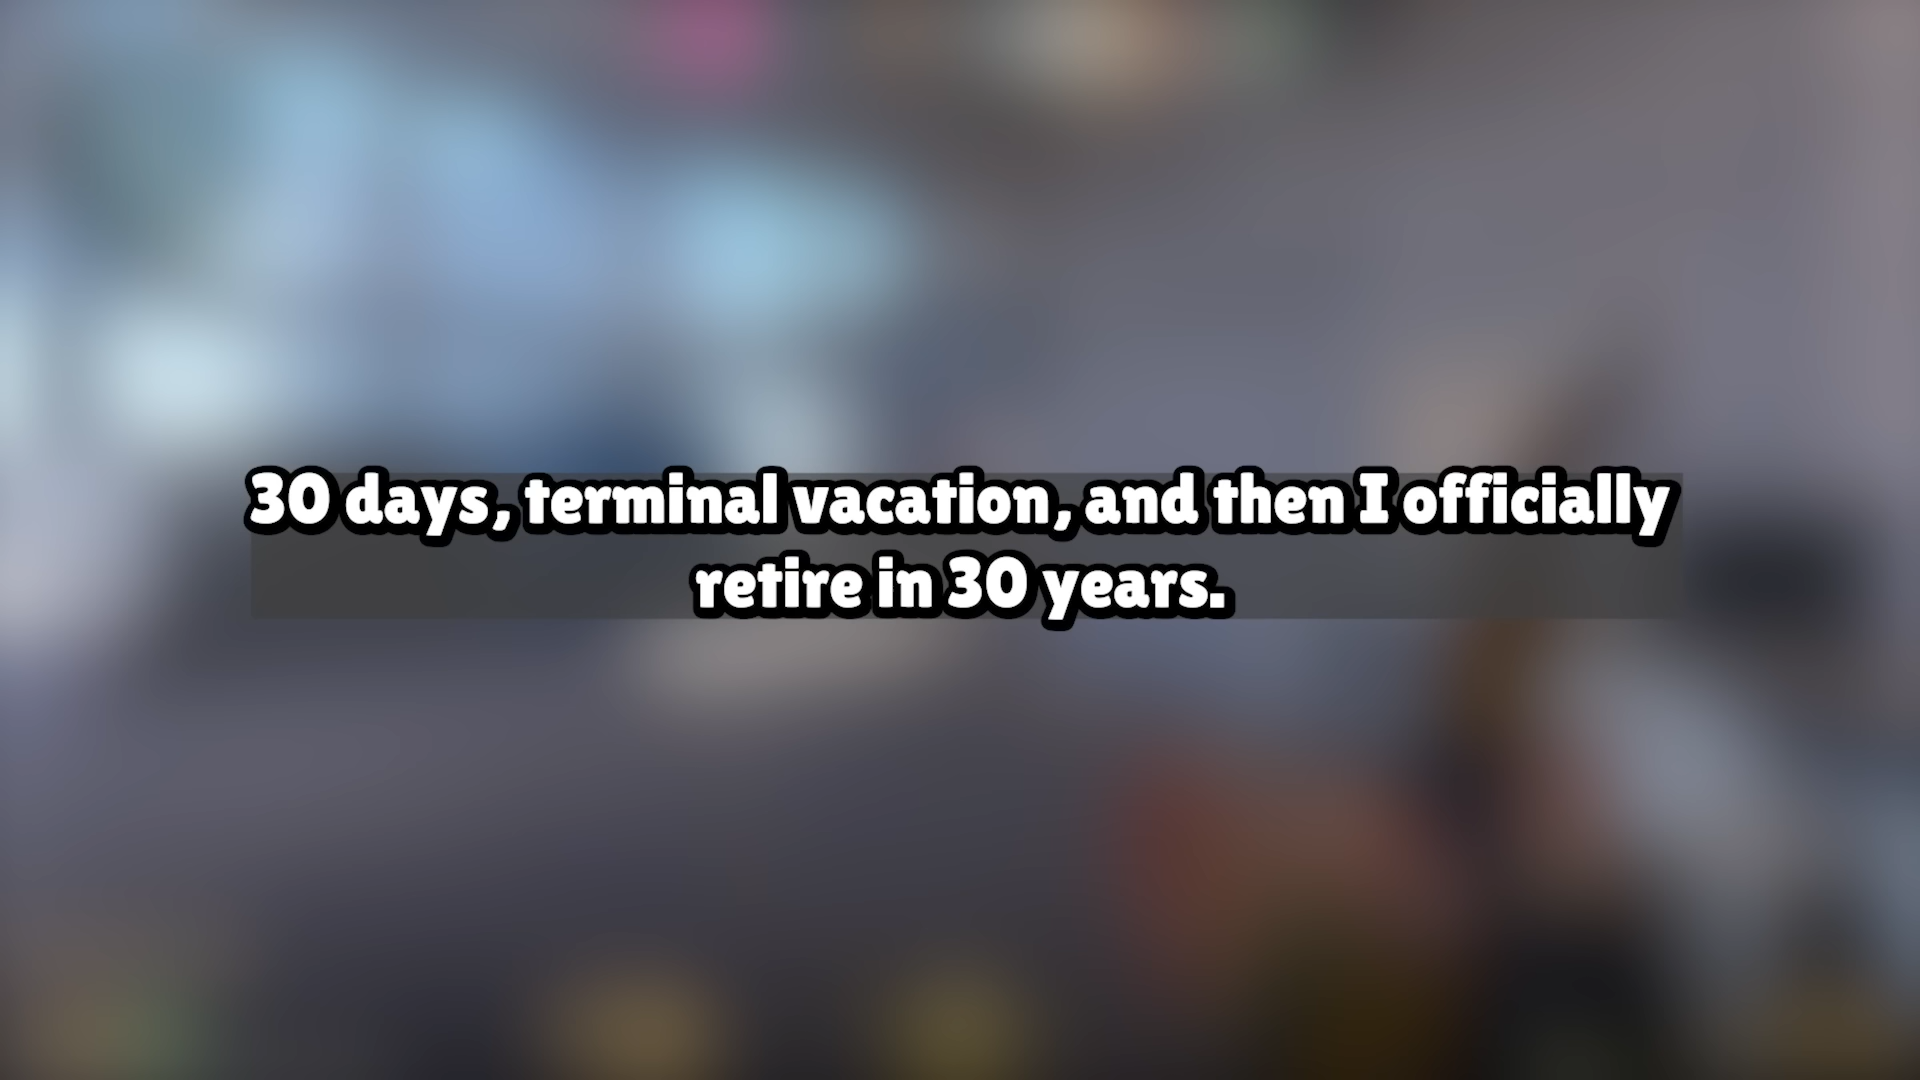 30 days, terminal vacation, and then I officially
retire in 30 years.